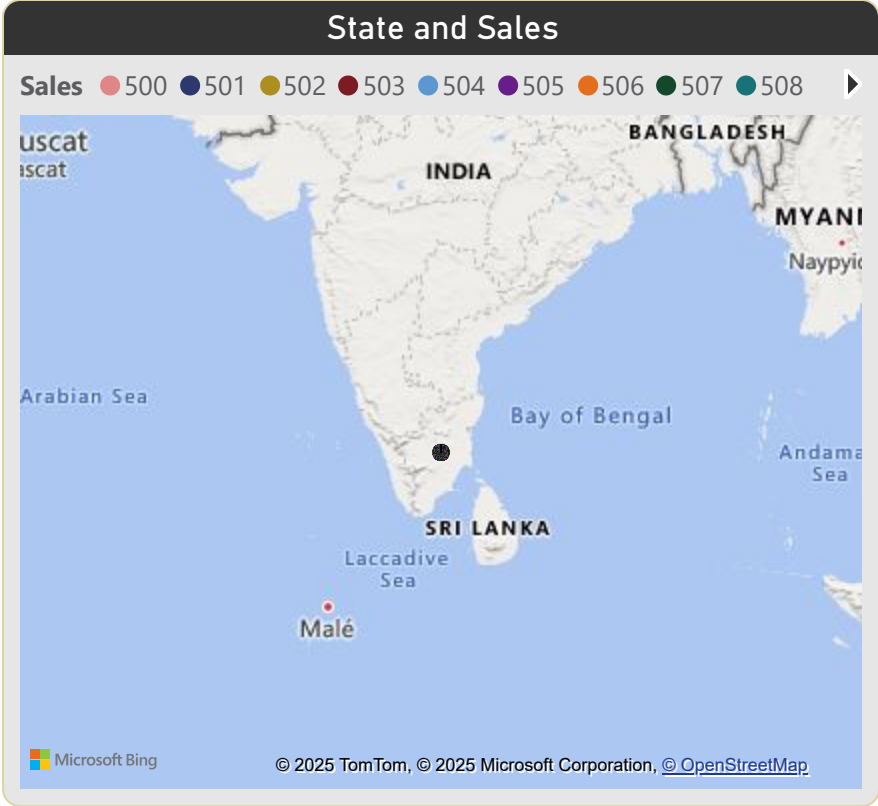 State and Sales
Sales 500 501 502 503 504 505 506 507 508
BANGLADESH
uscat
ascat
INDIA
MYANI
Naypyic
Arabian Sea
Bay of Bengal
Andama
Sea
SRI LANKA
Laccadive
Sea
Malé
Microsoft Bing
© 2025 TomTom, © 2025 Microsoft Corporation, © OpenStreetMap